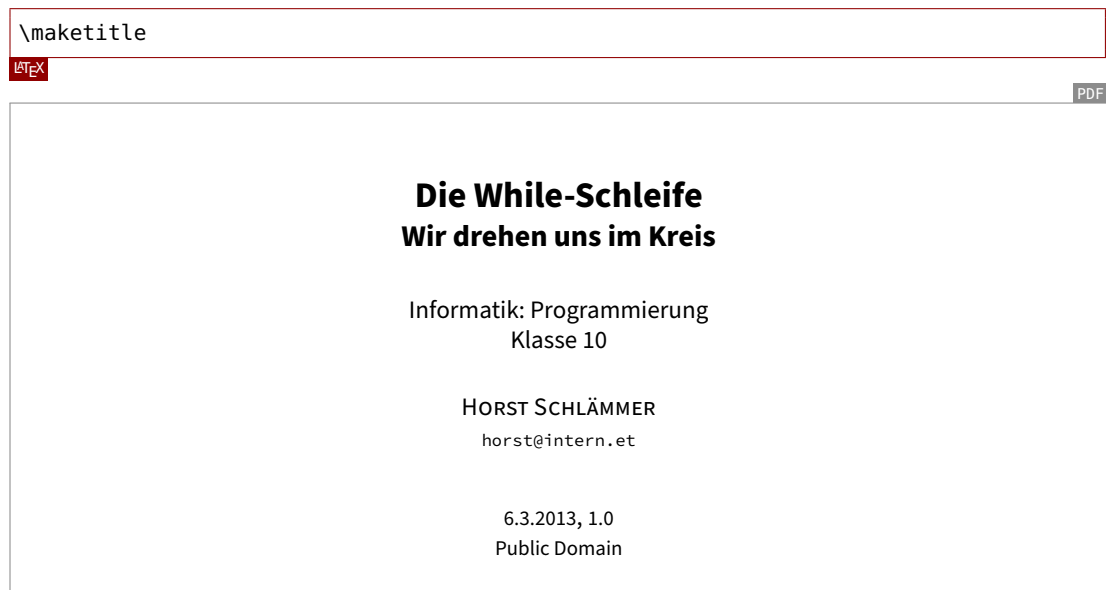 \maketitle
LATEX
PDF
Die While-Schleife
Wir drehen uns im Kreis
Informatik: Programmierung
Klasse 10
HORST SCHLÄMMER
horst@intern.et
6.3.2013, 1.0
Public Domain